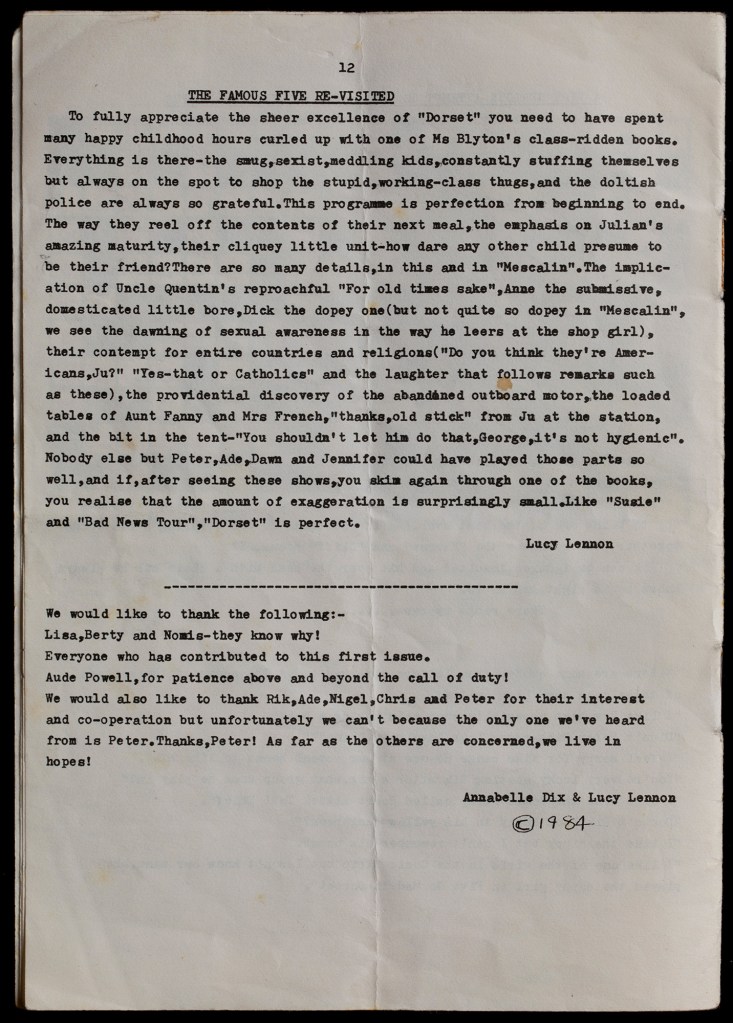 12
THE FAMOUS FIVE RE-VISITED
To fully appreciate the sheer excellence of "Dorset" you need to have spent
many happy childhood hours curled up with one of Ms Blyton's class-ridden books.
Everything is there-the smug,sexist,meddling kids,constantly stuffing themselves
but always on the spot to shop the stupid,working-class thugs,and the doltish
police are always so grateful.This programme is perfection from beginning to end.
The way they reel off the contents of their next meal,the emphasis on Julian's
amazing maturity,their cliquey little unit-how dare any other child presume to
be their friend?There are so many details,in this and in "Mescalin".The implic-
ation of Uncle Quentin's reproachful "For old times sake",Anne the submissive,
domesticated little bore,Dick the dopey one(but not quite so dopey in "Mescalin",
we see the dawning of sexual awareness in the way he leers at the shop girl),
their contempt for entire countries and religions("Do you think they're Amer-
icans,Ju?" "Yes-that or Catholics" and the laughter that follows remarks such
as these),the providential discovery of the abandoned outboard motor,the loaded
tables of Aunt Fanny and Mrs French,"thanks,old stick" from Ju at the station,
and the bit in the tent-"You shouldn't let him do that,George,it's not hygienic".
Nobody else but Peter,Ade,Dawn and Jennifer could have played those parts so
well,and if,after seeing these shows,you skim again through one of the books,
you realise that the amount of exaggeration is surprisingly small.Like "Susie"
and "Bad News Tour","Dorset" is perfect.
Lucy Lennon
We would like to thank the following:-
Lisa,Berty and Nomis-they know why!
Everyone who has contributed to this first issue.
Aude Powell,for patience above and beyond the call of duty!
We would also like to thank Rik,Ade,Nigel,Chris and Peter for their interest
and co-operation but unfortunately we can't because the only one we've heard
from is Peter.Thanks,Peter! As far as the others are concerned,we live in
hopes!
Annabelle Dix & Lucy Lennon
©1984